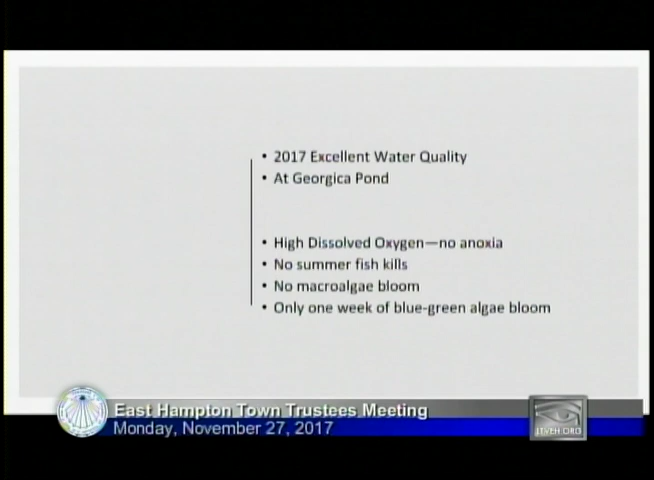 • 2017 Excellent Water Quality
• At Georgica Pond
• High Dissolved Oxygen—no anoxia
• No summer fish kills
• No macroalgae bloom
• Only one week of blue-green algae bloom
East Hampton Town Trustees Meeting
Monday, November 27, 2017
LTVEH.ORG